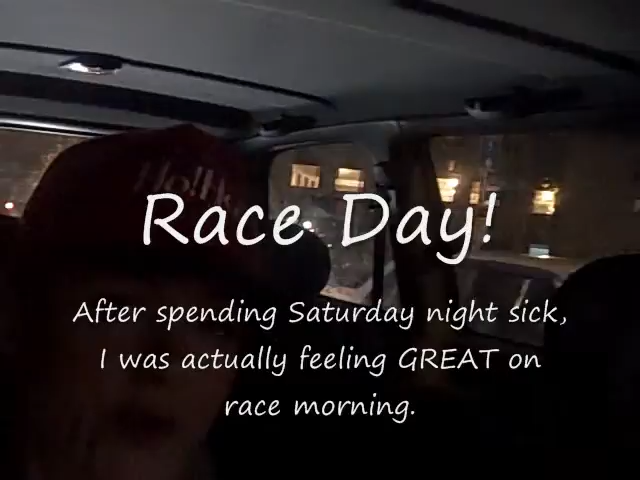 Race Day!
After spending Saturday night sick,
I was actually feeling GREAT on
race morning.